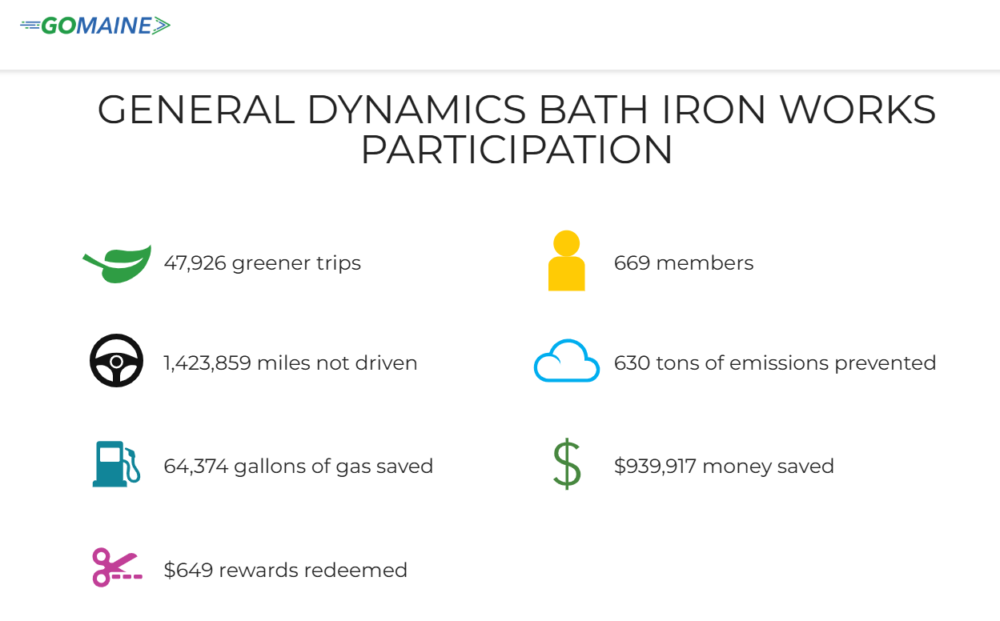 GOMAINE
GENERAL DYNAMICS BATH IRON WORKS
PARTICIPATION
47,926 greener trips
669 members
1,423,859 miles not driven
630 tons of emissions prevented
64,374 gallons of gas saved
$
$939,917 money saved
$649 rewards redeemed